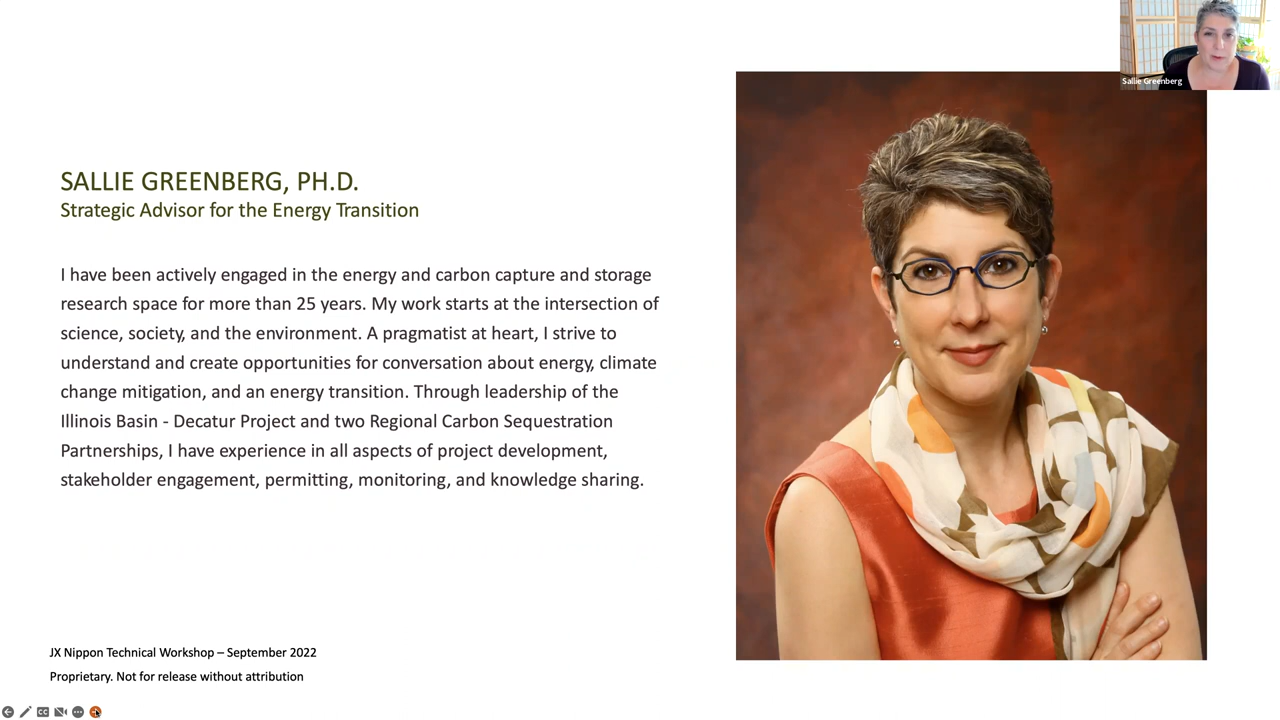 Sallie Greenberg
SALLIE GREENBERG, PH.D.
Strategic Advisor for the Energy Transition
I have been actively engaged in the energy and carbon capture and storage
research space for more than 25 years. My work starts at the intersection of
science, society, and the environment. A pragmatist at heart, I strive to
understand and create opportunities for conversation about energy, climate
change mitigation, and an energy transition. Through leadership of the
Illinois Basin - Decatur Project and two Regional Carbon Sequestration
Partnerships, I have experience in all aspects of project development,
stakeholder engagement, permitting, monitoring, and knowledge sharing.
JX Nippon Technical Workshop – September 2022
Proprietary. Not for release without attribution
CC